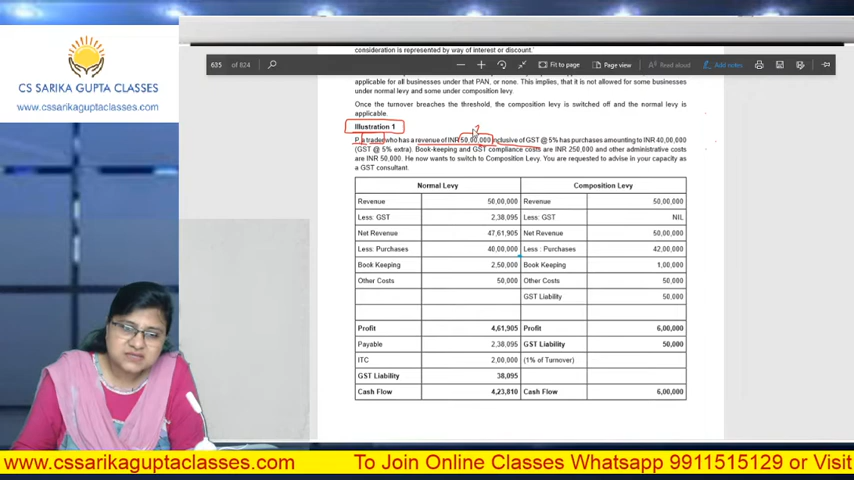 CS SARIKA GUPTA CLASSES
www.cssarikaguptaclasses.com
consideration is represented by way of interest or discount.'
635 of 824
Fit to page
Page view
Read aloud
Add notes
applicable for all businesses under that PAN, or none. This implies, that it is not allowed for some businesses
under normal levy and some under composition levy.
Once the turnover breaches the threshold, the composition levy is switched off and the normal levy is
applicable.
Illustration 1
P, a trader who has a revenue of INR 50,00,000 inclusive of GST @ 5% has purchases amounting to INR 40,00,000
(GST @ 5% extra). Book-keeping and GST compliance costs are INR 250,000 and other administrative costs
are INR 50,000. He now wants to switch to Composition Levy. You are requested to advise in your capacity as
a GST consultant.
Normal Levy Composition Levy
Revenue 50,00,000 Revenue 50,00,000
Less: GST 2,38,095 Less: GST NIL
Net Revenue 47,61,905 Net Revenue 50,00,000
Less: Purchases 40,00,000 Less : Purchases 42,00,000
Book Keeping 2,50,000 Book Keeping 1,00,000
Other Costs 50,000 Other Costs 50,000
GST Liability 50,000
Profit 4,61,905 Profit 6,00,000
Payable 2,38,095 GST Liability 50,000
ITC 2,00,000 (1% of Turnover)
GST Liability 38,095
Cash Flow 4,23,810 Cash Flow 6,00,000
www.cssarikaguptaclasses.com To Join Online Classes Whatsapp 9911515129 or Visit